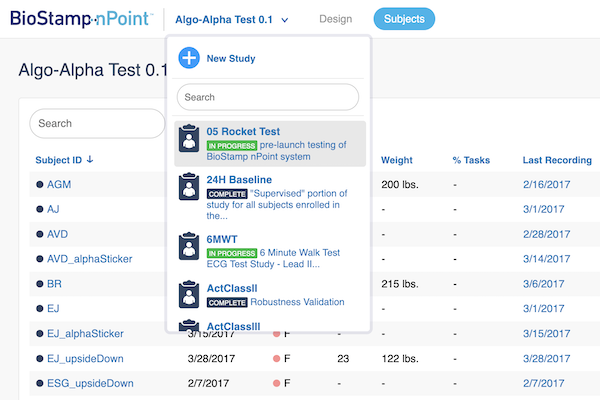 BioStamp nPoint™ Algo-Alpha Test 0.1 Design Subjects
New Study
Algo-Alpha Test 0.1
Search
Search
05 Rocket Test
IN PROGRESS pre-launch testing of
BioStamp nPoint system
24H Baseline
COMPLETE "Supervised" portion of
study for all subjects enrolled in
the...
6MWT
IN PROGRESS 6 Minute Walk Test
ECG Test Study - Lead II...
ActClassII
COMPLETE Robustness Validation
ActClassIII
Subject ID Weight % Tasks Last Recording
AGM 200 lbs. - 2/16/2017
AJ - 3/1/2017
AVD - 2/28/2017
AVD_alphaSticker - 3/14/2017
BR 215 lbs. - 3/6/2017
EJ - 3/1/2017
EJ_alphaSticker 3/15/2017 F - - - 3/15/2017
EJ_upsideDown 3/28/2017 F 23 122 lbs. - 3/28/2017
ESG_upsideDown 2/7/2017 F - - - 2/7/2017